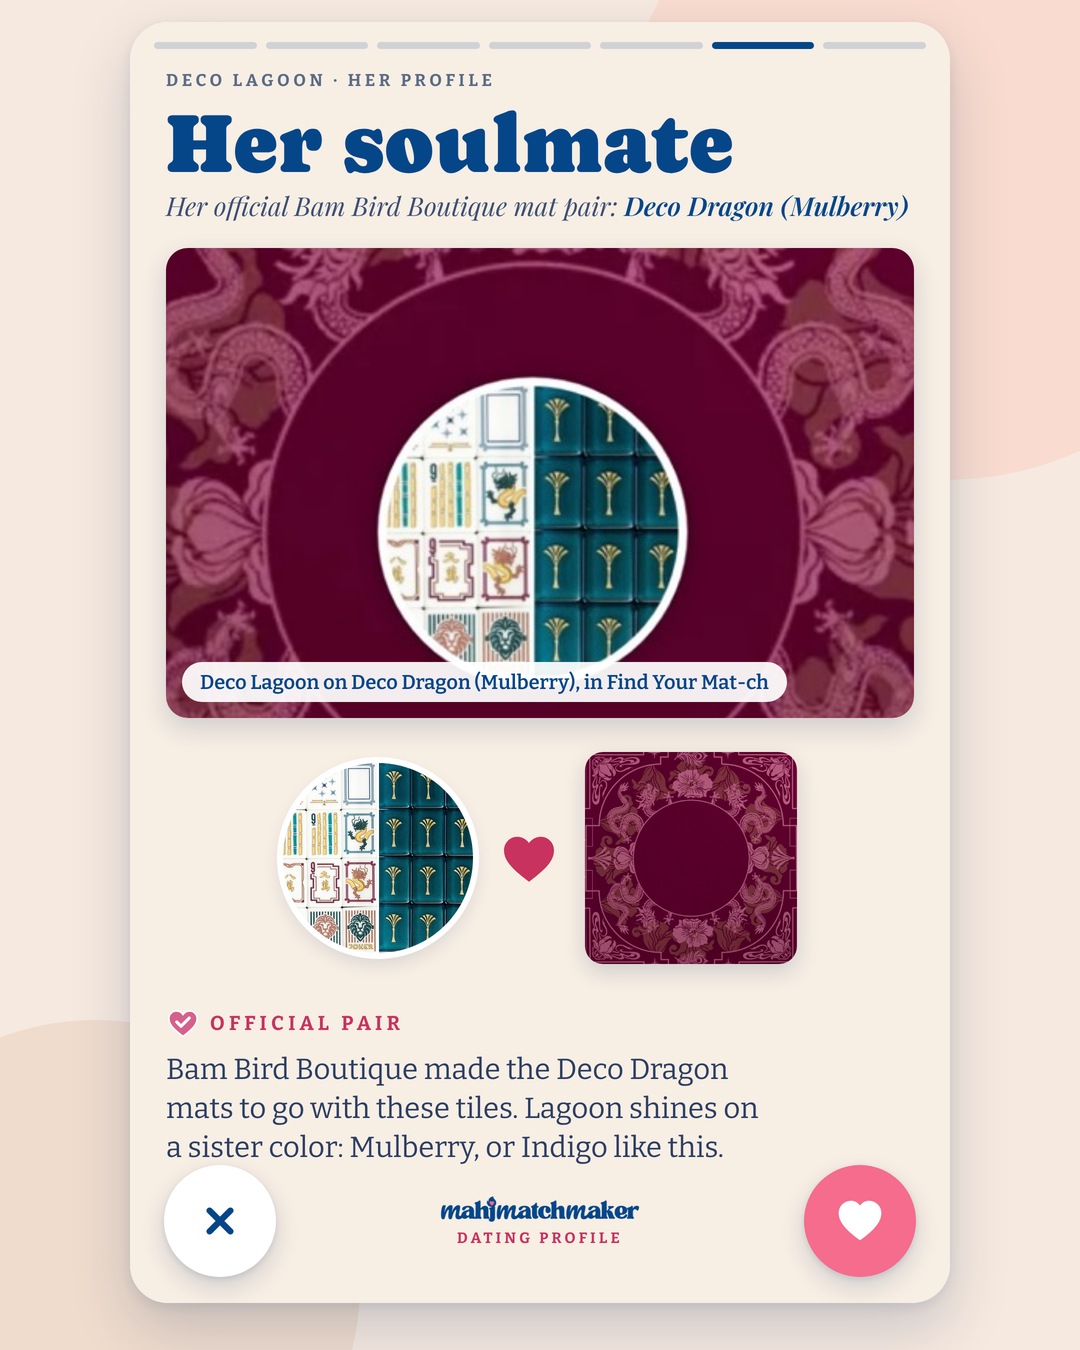 DECO LAGOON · HER PROFILE
Her soulmate
Her official Bam Bird Boutique mat pair: Deco Dragon (Mulberry)
Deco Lagoon on Deco Dragon (Mulberry), in Find Your Mat-ch
OFFICIAL PAIR
Bam Bird Boutique made the Deco Dragon
mats to go with these tiles. Lagoon shines on
a sister color: Mulberry, or Indigo like this.
mahjmatchmaker
DATING PROFILE